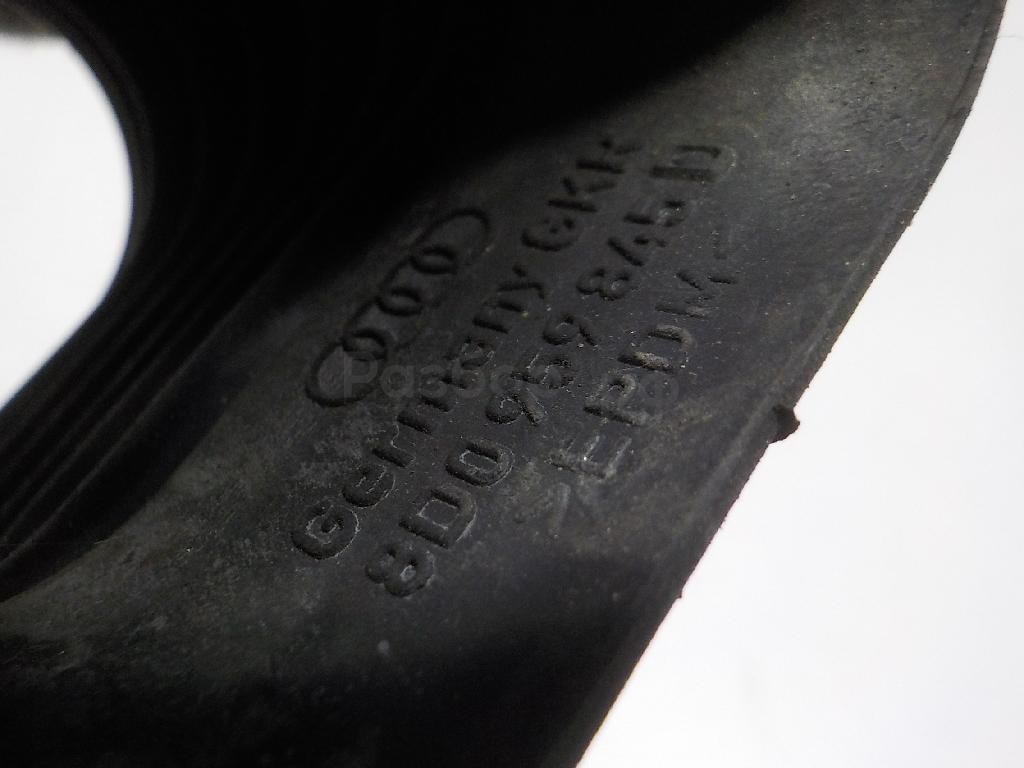 Germany GKR
8D0 959 845 D
>EPDM<